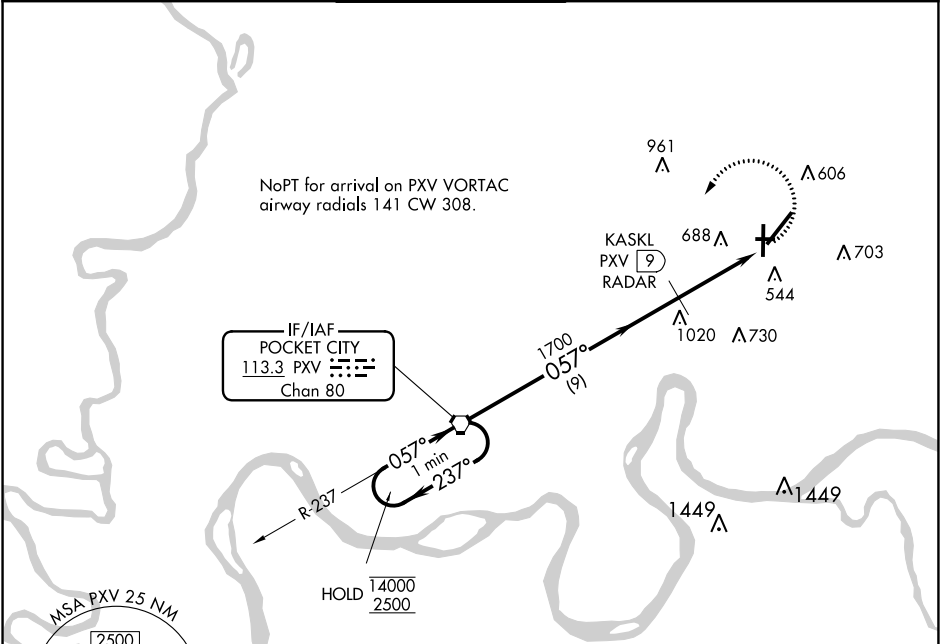 961
606
NoPT for arrival on PXV VORTAC
airway radials 141 CW 308.
688
703
KASKL
PXV 9
RADAR
544
1020
730
1700
057°
(9)
IF/IAF
POCKET CITY
113.3 PXV
Chan 80
057°
1 min
237°
R-237
1449
1449
HOLD 14000
2500
MSA PXV 25 NM
2500